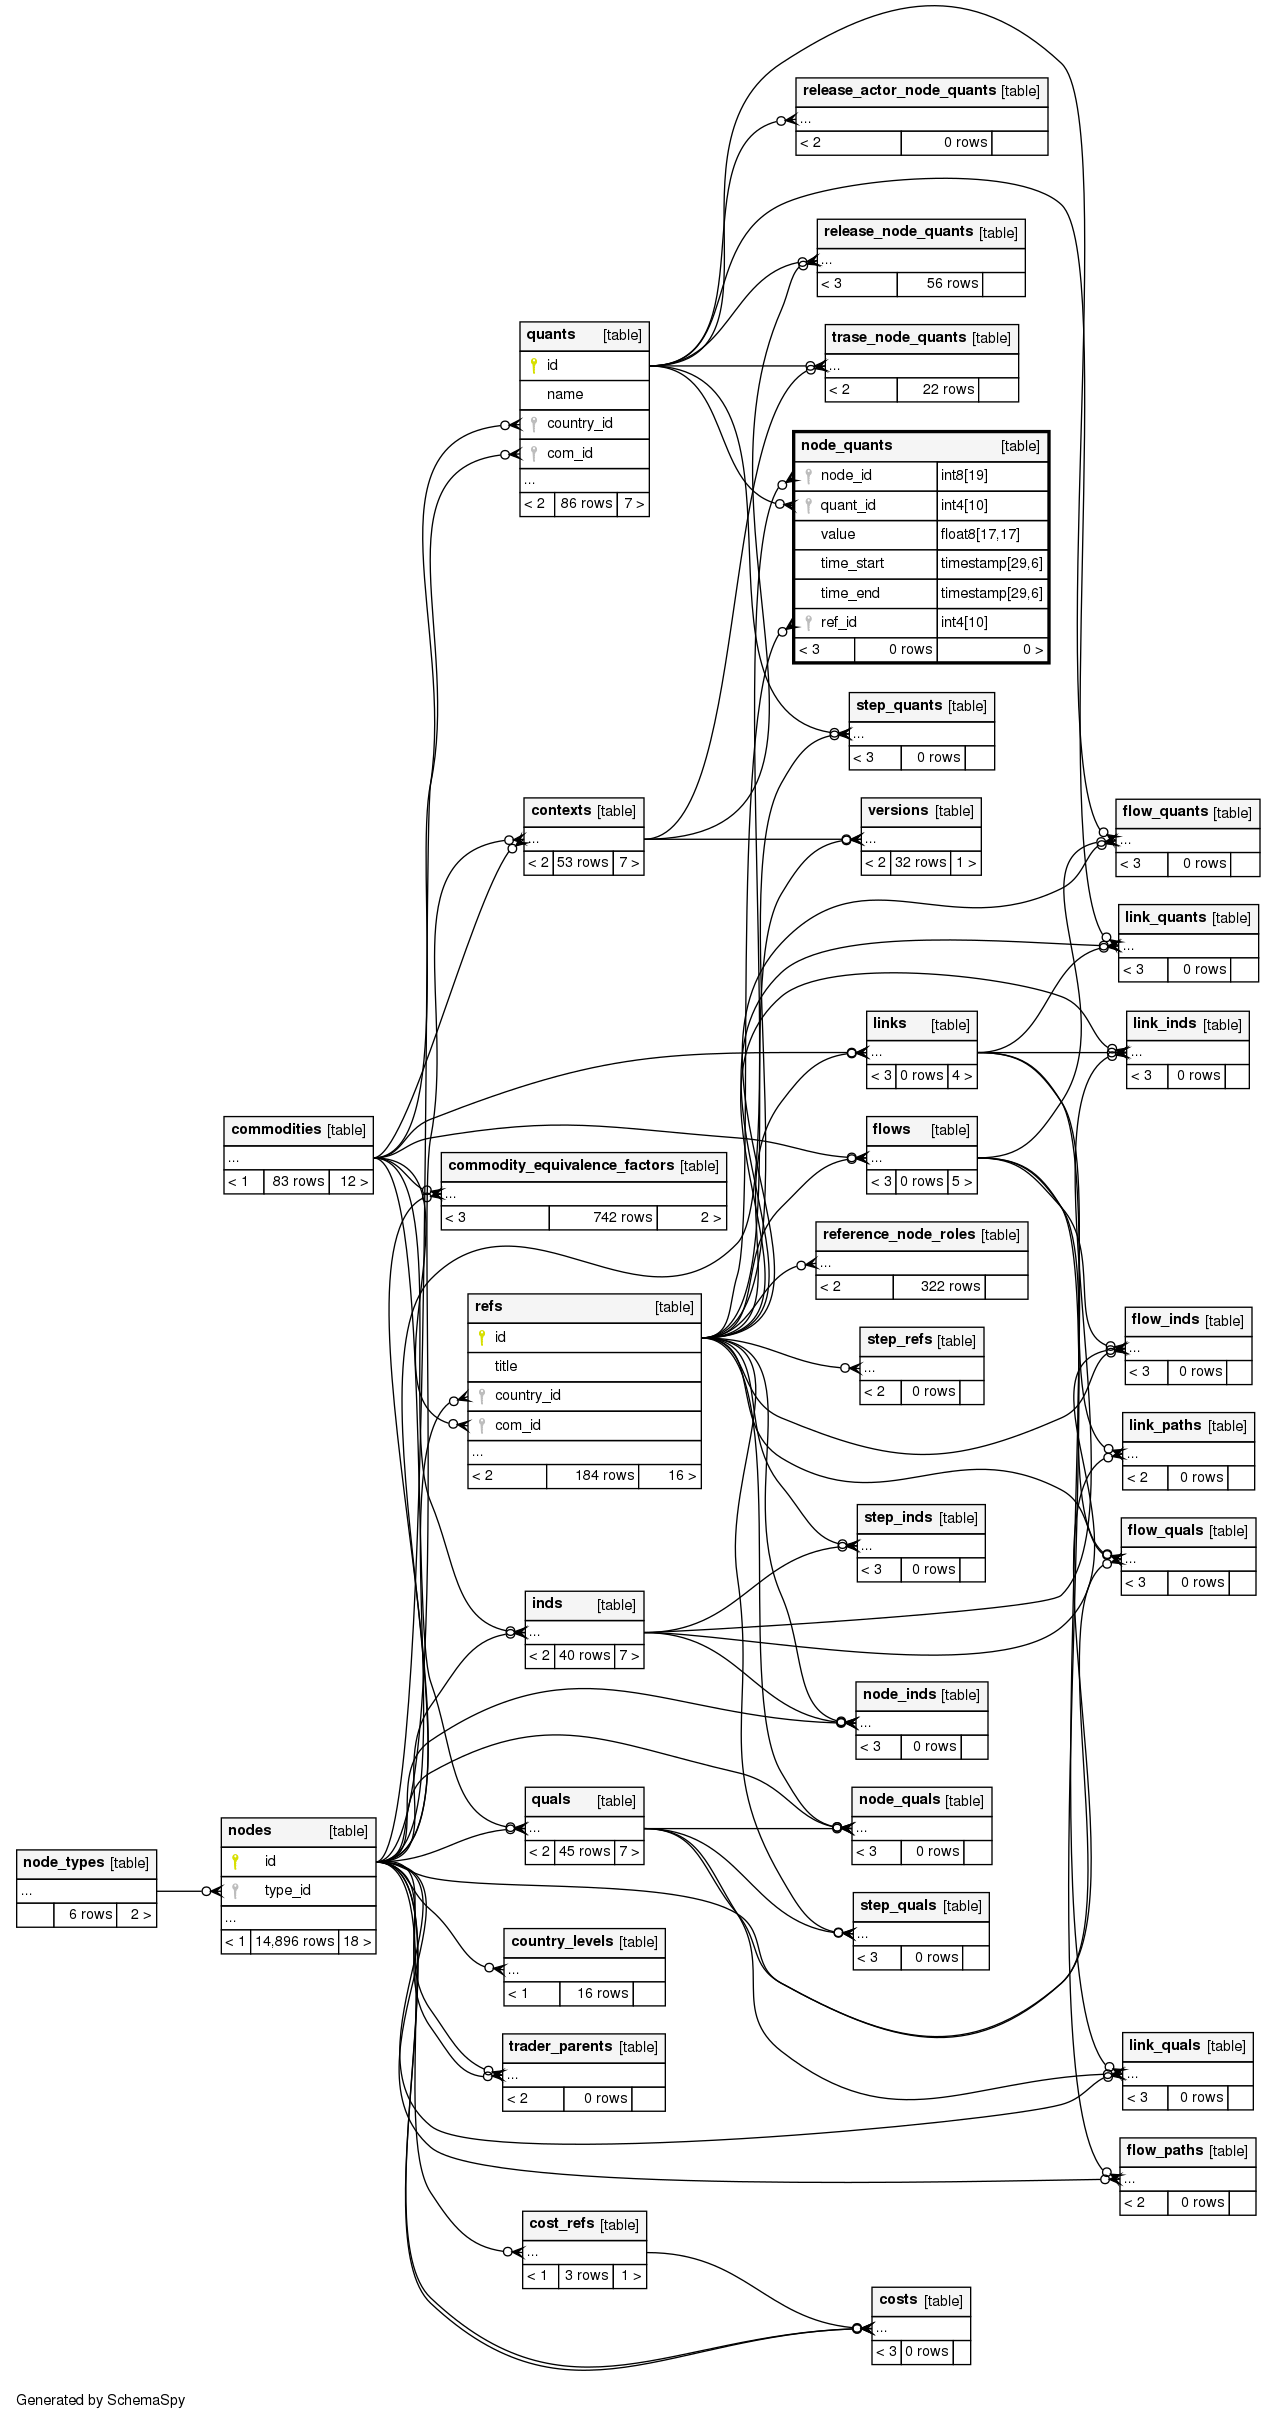 release_actor_node_quants [table]
...
< 2 0 rows
release_node_quants [table]
...
< 3 56 rows
quants [table]
id
name
country_id
com_id
...
< 2 86 rows 7 >
trase_node_quants [table]
...
< 2 22 rows
node_quants [table]
node_id int8[19]
quant_id int4[10]
value float8[17,17]
time_start timestamp[29,6]
time_end timestamp[29,6]
ref_id int4[10]
< 3 0 rows 0 >
step_quants [table]
...
< 3 0 rows
contexts [table]
...
< 2 53 rows 7 >
versions [table]
...
< 2 32 rows 1 >
flow_quants [table]
...
< 3 0 rows
link_quants [table]
...
< 3 0 rows
links [table]
...
< 3 0 rows 4 >
link_inds [table]
...
< 3 0 rows
commodities [table]
...
< 1 83 rows 12 >
flows [table]
...
< 3 0 rows 5 >
commodity_equivalence_factors [table]
...
< 3 742 rows 2 >
reference_node_roles [table]
...
< 2 322 rows
refs [table]
id
title
country_id
com_id
...
< 2 184 rows 16 >
step_refs [table]
...
< 2 0 rows
flow_inds [table]
...
< 3 0 rows
link_paths [table]
...
< 2 0 rows
step_inds [table]
...
< 3 0 rows
flow_quals [table]
...
< 3 0 rows
inds [table]
...
< 2 40 rows 7 >
node_inds [table]
...
< 3 0 rows
quals [table]
...
< 2 45 rows 7 >
node_quals [table]
...
< 3 0 rows
node_types [table]
...
6 rows 2 >
nodes [table]
id
type_id
...
< 1 14,896 rows 18 >
step_quals [table]
...
< 3 0 rows
country_levels [table]
...
< 1 16 rows
trader_parents [table]
...
< 2 0 rows
link_quals [table]
...
< 3 0 rows
flow_paths [table]
...
< 2 0 rows
cost_refs [table]
...
< 1 3 rows 1 >
costs [table]
...
< 3 0 rows
Generated by SchemaSpy